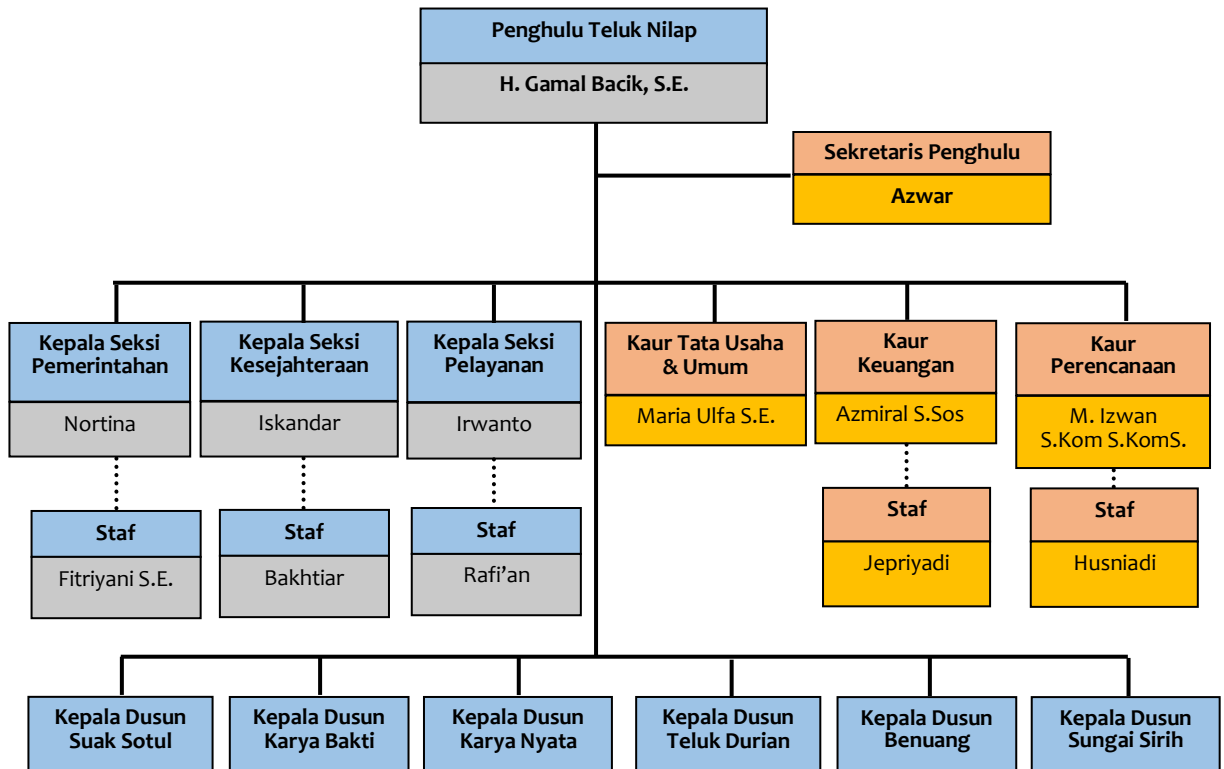 Penghulu Teluk Nilap
H. Gamal Bacik, S.E.
Sekretaris Penghulu
Azwar
Kepala Seksi
Pemerintahan
Nortina
Kepala Seksi
Kesejahteraan
Iskandar
Kepala Seksi
Pelayanan
Irwanto
Kaur Tata Usaha
& Umum
Maria Ulfa S.E.
Kaur
Keuangan
Azmiral S.Sos
Kaur
Perencanaan
M. Izwan
S.Kom S.KomS.
Staf
Fitriyani S.E.
Staf
Bakhtiar
Staf
Rafi’an
Staf
Jepriyadi
Staf
Husniadi
Kepala Dusun
Suak Sotul
Kepala Dusun
Karya Bakti
Kepala Dusun
Karya Nyata
Kepala Dusun
Teluk Durian
Kepala Dusun
Benuang
Kepala Dusun
Sungai Sirih